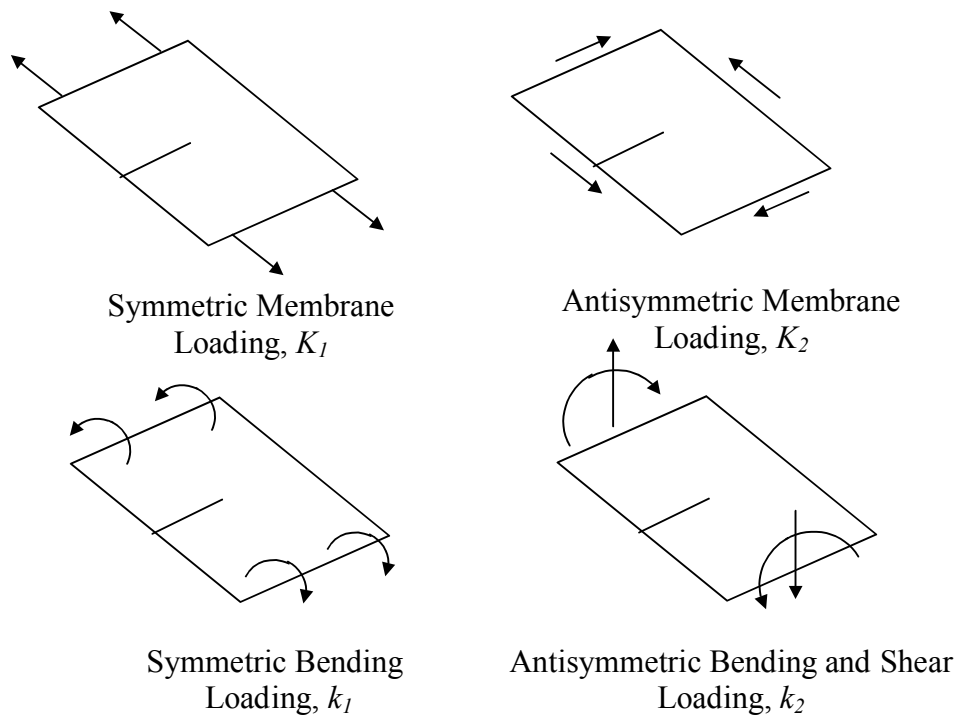 Symmetric Membrane
Loading, K1
Antisymmetric Membrane
Loading, K2
Symmetric Bending
Loading, k1
Antisymmetric Bending and Shear
Loading, k2